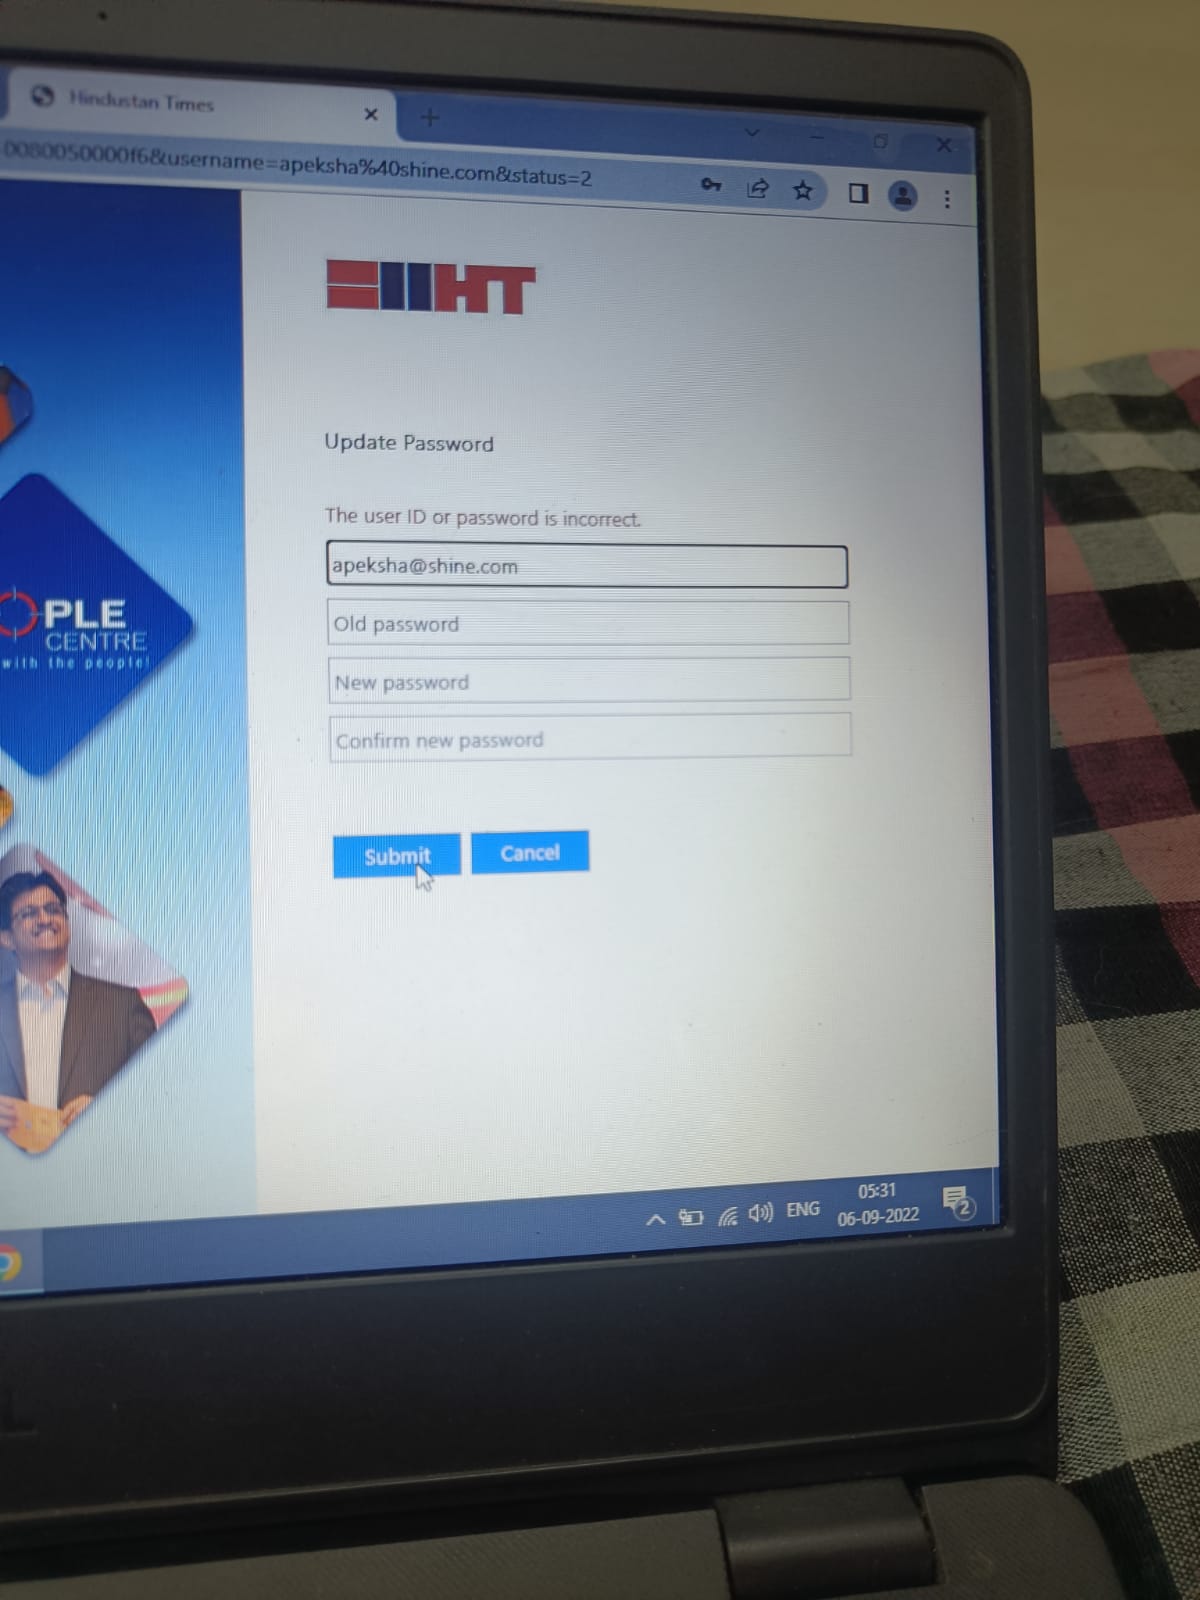 Hindustan Times
0080050000f6&username=apeksha%40shine.com&status=2
HT
Update Password
The user ID or password is incorrect.
apeksha@shine.com
Old password
New password
Confirm new password
Submit Cancel
PLE
CENTRE
with the people!
ENG
05:31
06-09-2022
2